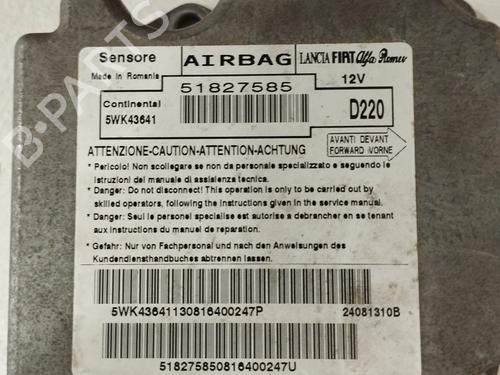 Sensore AIRBAG LANCIA FIAT Alfa Romeo
Made in Romania 51827585 12V
Continental
5WK43641 D220
ATTENZIONE-CAUTION-ATTENTION-ACHTUNG
AVANTI DEVANT
FORWARD VORNE
* Pericolo! Non scollegare se non da personale specializzato e seguendo le
istruzioni del manuale di assistenza tecnica.
* Danger: Do not disconnect! This operation is only to be carried out by
skilled operators, following the instructions given in the service manual.
* Danger: Seul le personel specialise est autorise a debrancher en se tenant
aux instructions du manuel de reparation.
* Gefahr: Nur von Fachpersonal und nach den Anweisungen des
Kundendiensthandbuches abtrennen lassen.
5WK43641130816400247P 24081310B
518275850816400247U
B-PARTS